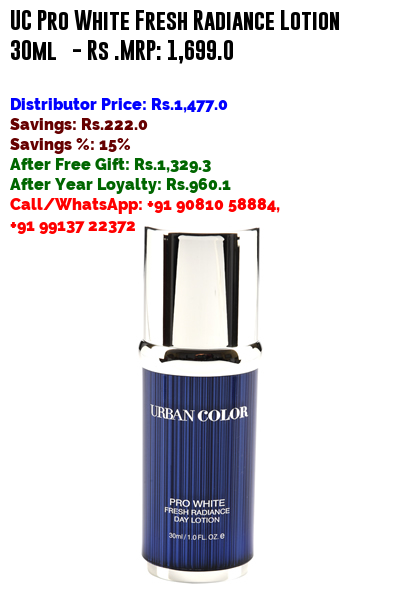 UC Pro White Fresh Radiance Lotion
30ml - Rs .MRP: 1,699.0
Distributor Price: Rs.1,477.0
Savings: Rs.222.0
Savings %: 15%
After Free Gift: Rs.1,329.3
After Year Loyalty: Rs.960.1
Call/WhatsApp: +91 90810 58884,
+91 99137 22372
URBAN COLOR
PRO WHITE
FRESH RADIANCE
DAY LOTION
30ml / 1.0 FL. OZ. e